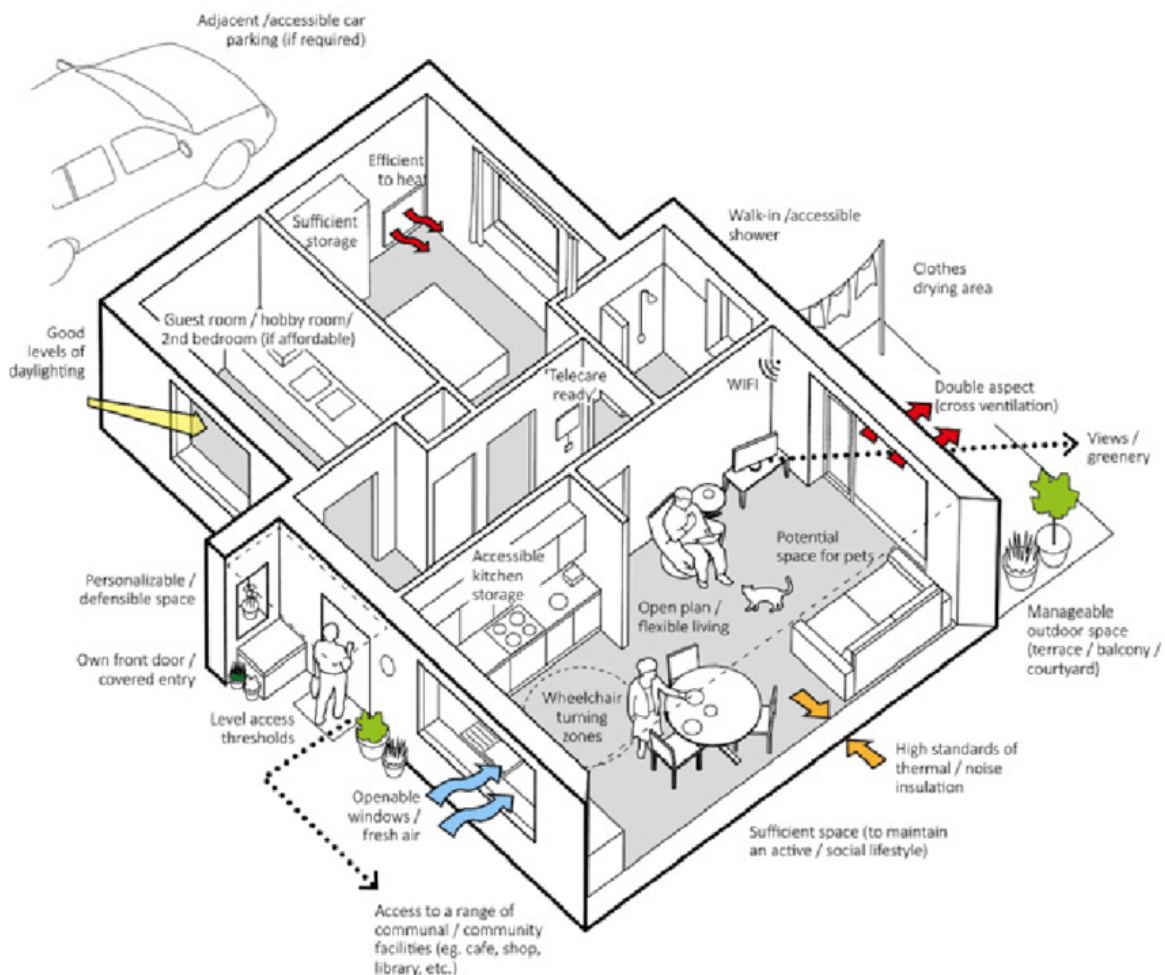 Adjacent /accessible car
parking (if required)
Efficient
to heat
Sufficient
storage
Walk-in /accessible
shower
Clothes
drying area
Guest room / hobby room/
2nd bedroom (if affordable)
Good
levels of
daylighting
'Telecare
ready'
WIFI
Double aspect
(cross ventilation)
Views /
greenery
Accessible
kitchen
storage
Potential
space for pets
Personalizable /
defensible space
Open plan /
flexible living
Manageable
outdoor space
(terrace / balcony /
courtyard)
Own front door /
covered entry
Level access
thresholds
Wheelchair
turning
zones
High standards of
thermal / noise
insulation
Openable
windows /
fresh air
Sufficient space (to maintain
an active / social lifestyle)
Access to a range of
communal / community
facilities (eg. cafe, shop,
library, etc.)